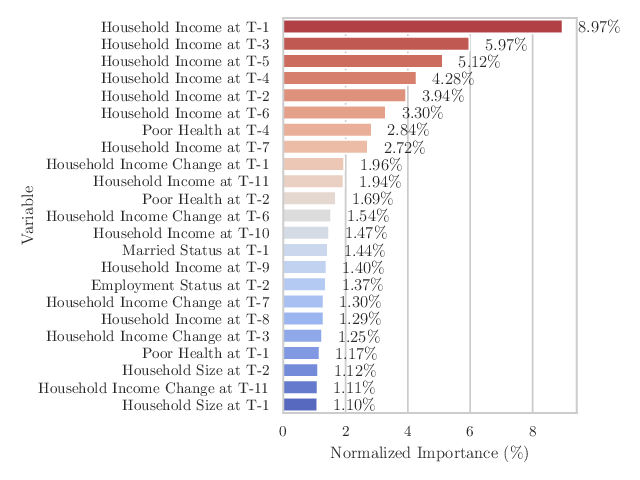 Household Income at T-1 8.97%
Household Income at T-3 5.97%
Household Income at T-5 5.12%
Household Income at T-4 4.28%
Household Income at T-2 3.94%
Household Income at T-6 3.30%
Poor Health at T-4 2.84%
Household Income at T-7 2.72%
Household Income Change at T-1 1.96%
Household Income at T-11 1.94%
Poor Health at T-2 1.69%
Household Income Change at T-6 1.54%
Household Income at T-10 1.47%
Married Status at T-1 1.44%
Household Income at T-9 1.40%
Employment Status at T-2 1.37%
Household Income Change at T-7 1.30%
Household Income at T-8 1.29%
Household Income Change at T-3 1.25%
Poor Health at T-1 1.17%
Household Size at T-2 1.12%
Household Income Change at T-11 1.11%
Household Size at T-1 1.10%
Variable
0 2 4 6 8
Normalized Importance (%)